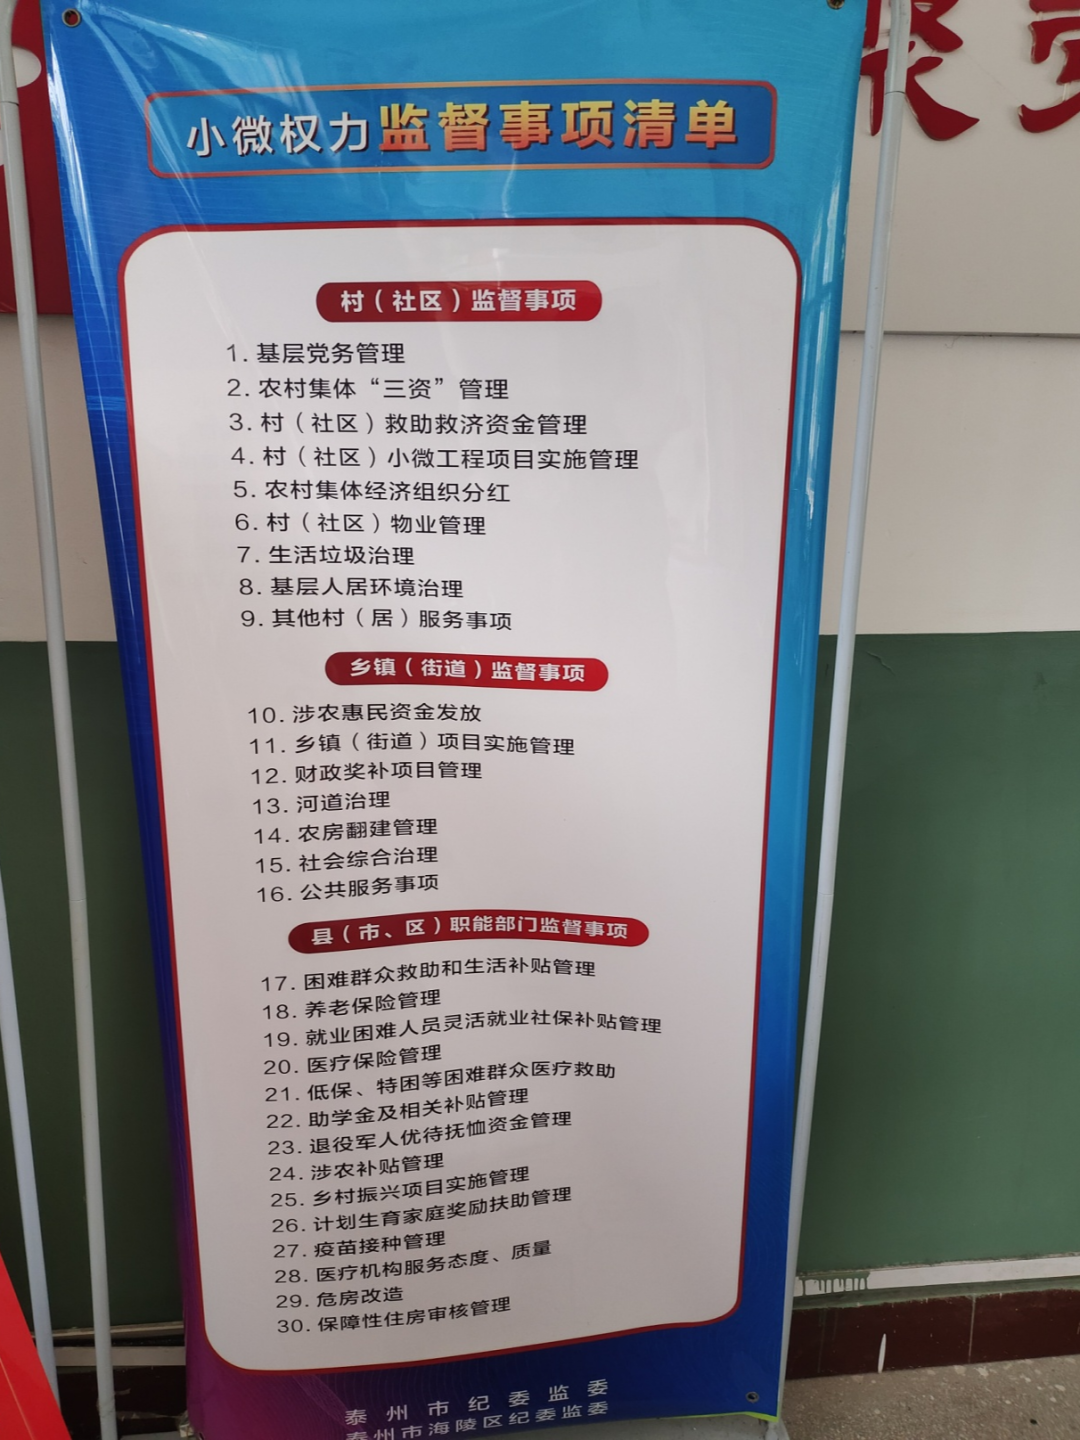 小微权力监督事项清单
村（社区）监督事项
1. 基层党务管理
2. 农村集体“三资”管理
3. 村（社区）救助救济资金管理
4. 村（社区）小微工程项目实施管理
5. 农村集体经济组织分红
6. 村（社区）物业管理
7. 生活垃圾治理
8. 基层人居环境治理
9. 其他村（居）服务事项
乡镇（街道）监督事项
10. 涉农惠民资金发放
11. 乡镇（街道）项目实施管理
12. 财政奖补项目管理
13. 河道治理
14. 农房翻建管理
15. 社会综合治理
16. 公共服务事项
县（市、区）职能部门监督事项
17. 困难群众救助和生活补贴管理
18. 养老保险管理
19. 就业困难人员灵活就业社保补贴管理
20. 医疗保险管理
21. 低保、特困等困难群众医疗救助
22. 助学金及相关补贴管理
23. 退役军人优待抚恤资金管理
24. 涉农补贴管理
25. 乡村振兴项目实施管理
26. 计划生育家庭奖励扶助管理
27. 疫苗接种管理
28. 医疗机构服务态度、质量
29. 危房改造
30. 保障性住房审核管理
泰州市纪委监委
泰州市海陵区纪委监委
聚